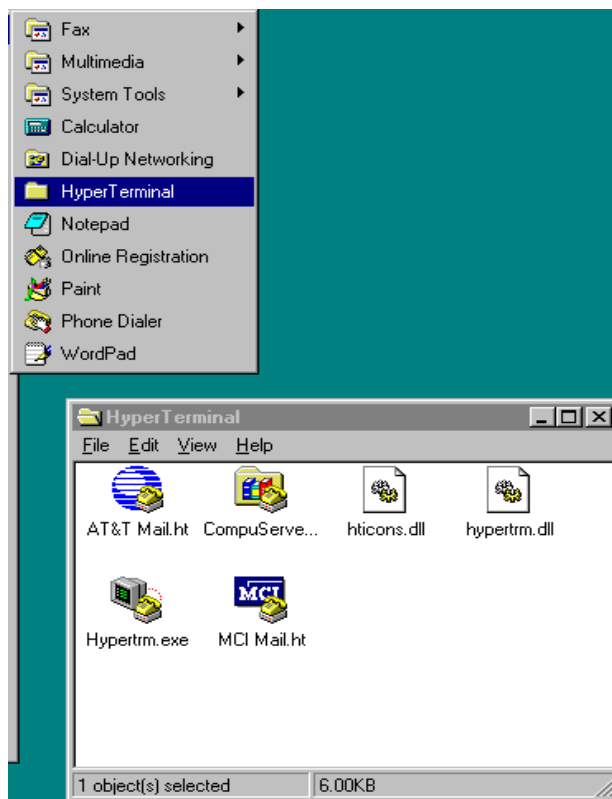 Fax
Multimedia
System Tools
Calculator
Dial-Up Networking
HyperTerminal
Notepad
Online Registration
Paint
Phone Dialer
WordPad
HyperTerminal
File Edit View Help
AT&T Mail.ht CompuServe... hticons.dll hypertrm.dll
MCI
Hypertrm.exe MCI Mail.ht
1 object(s) selected 6.00KB